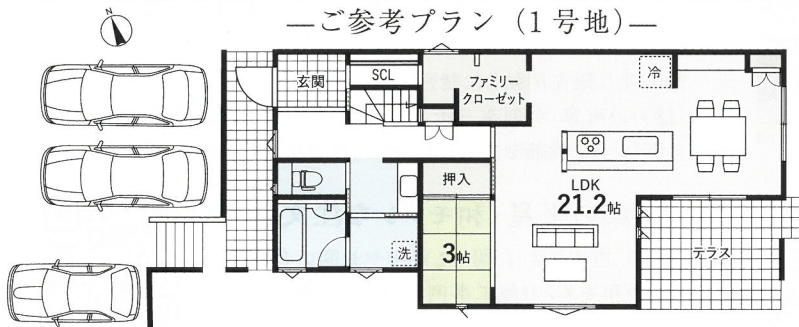 ―ご参考プラン（1号地）―
玄関
SCL
ファミリー
クローゼット
冷
LDK
21.2帖
押入
3帖
洗
テラス